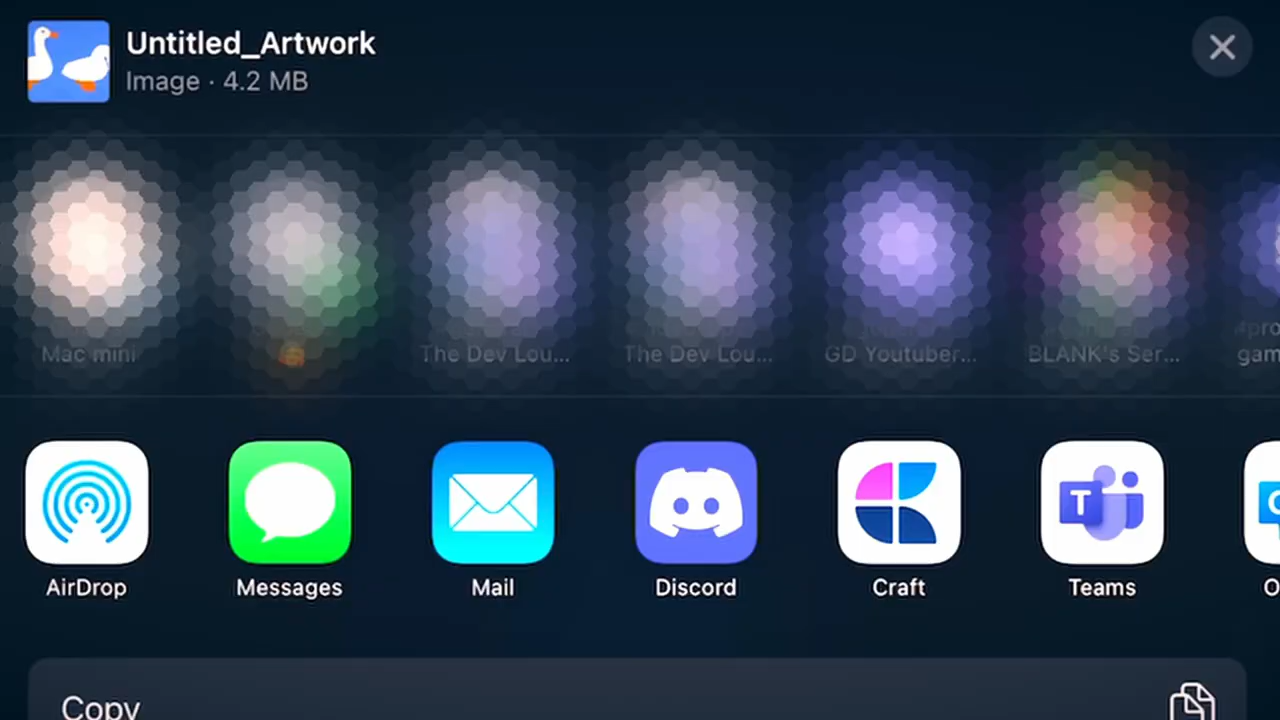 Untitled_Artwork
Image · 4.2 MB
Mac mini
The Dev Lou...
The Dev Lou...
GD Youtuber...
BLANK's Ser...
AirDrop
Messages
Mail
Discord
Craft
T
Teams
Copy